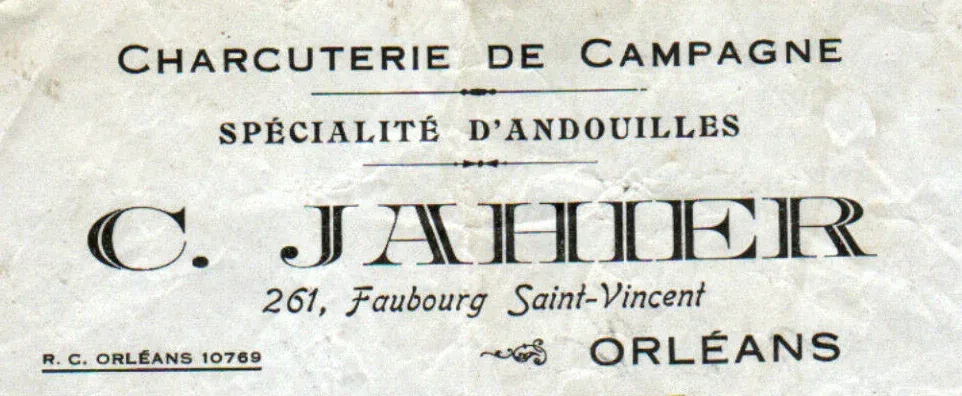 CHARCUTERIE DE CAMPAGNE
SPÉCIALITÉ D'ANDOUILLES
C. JAHIER
261, Faubourg Saint-Vincent
ORLÉANS
R. C. ORLÉANS 10769